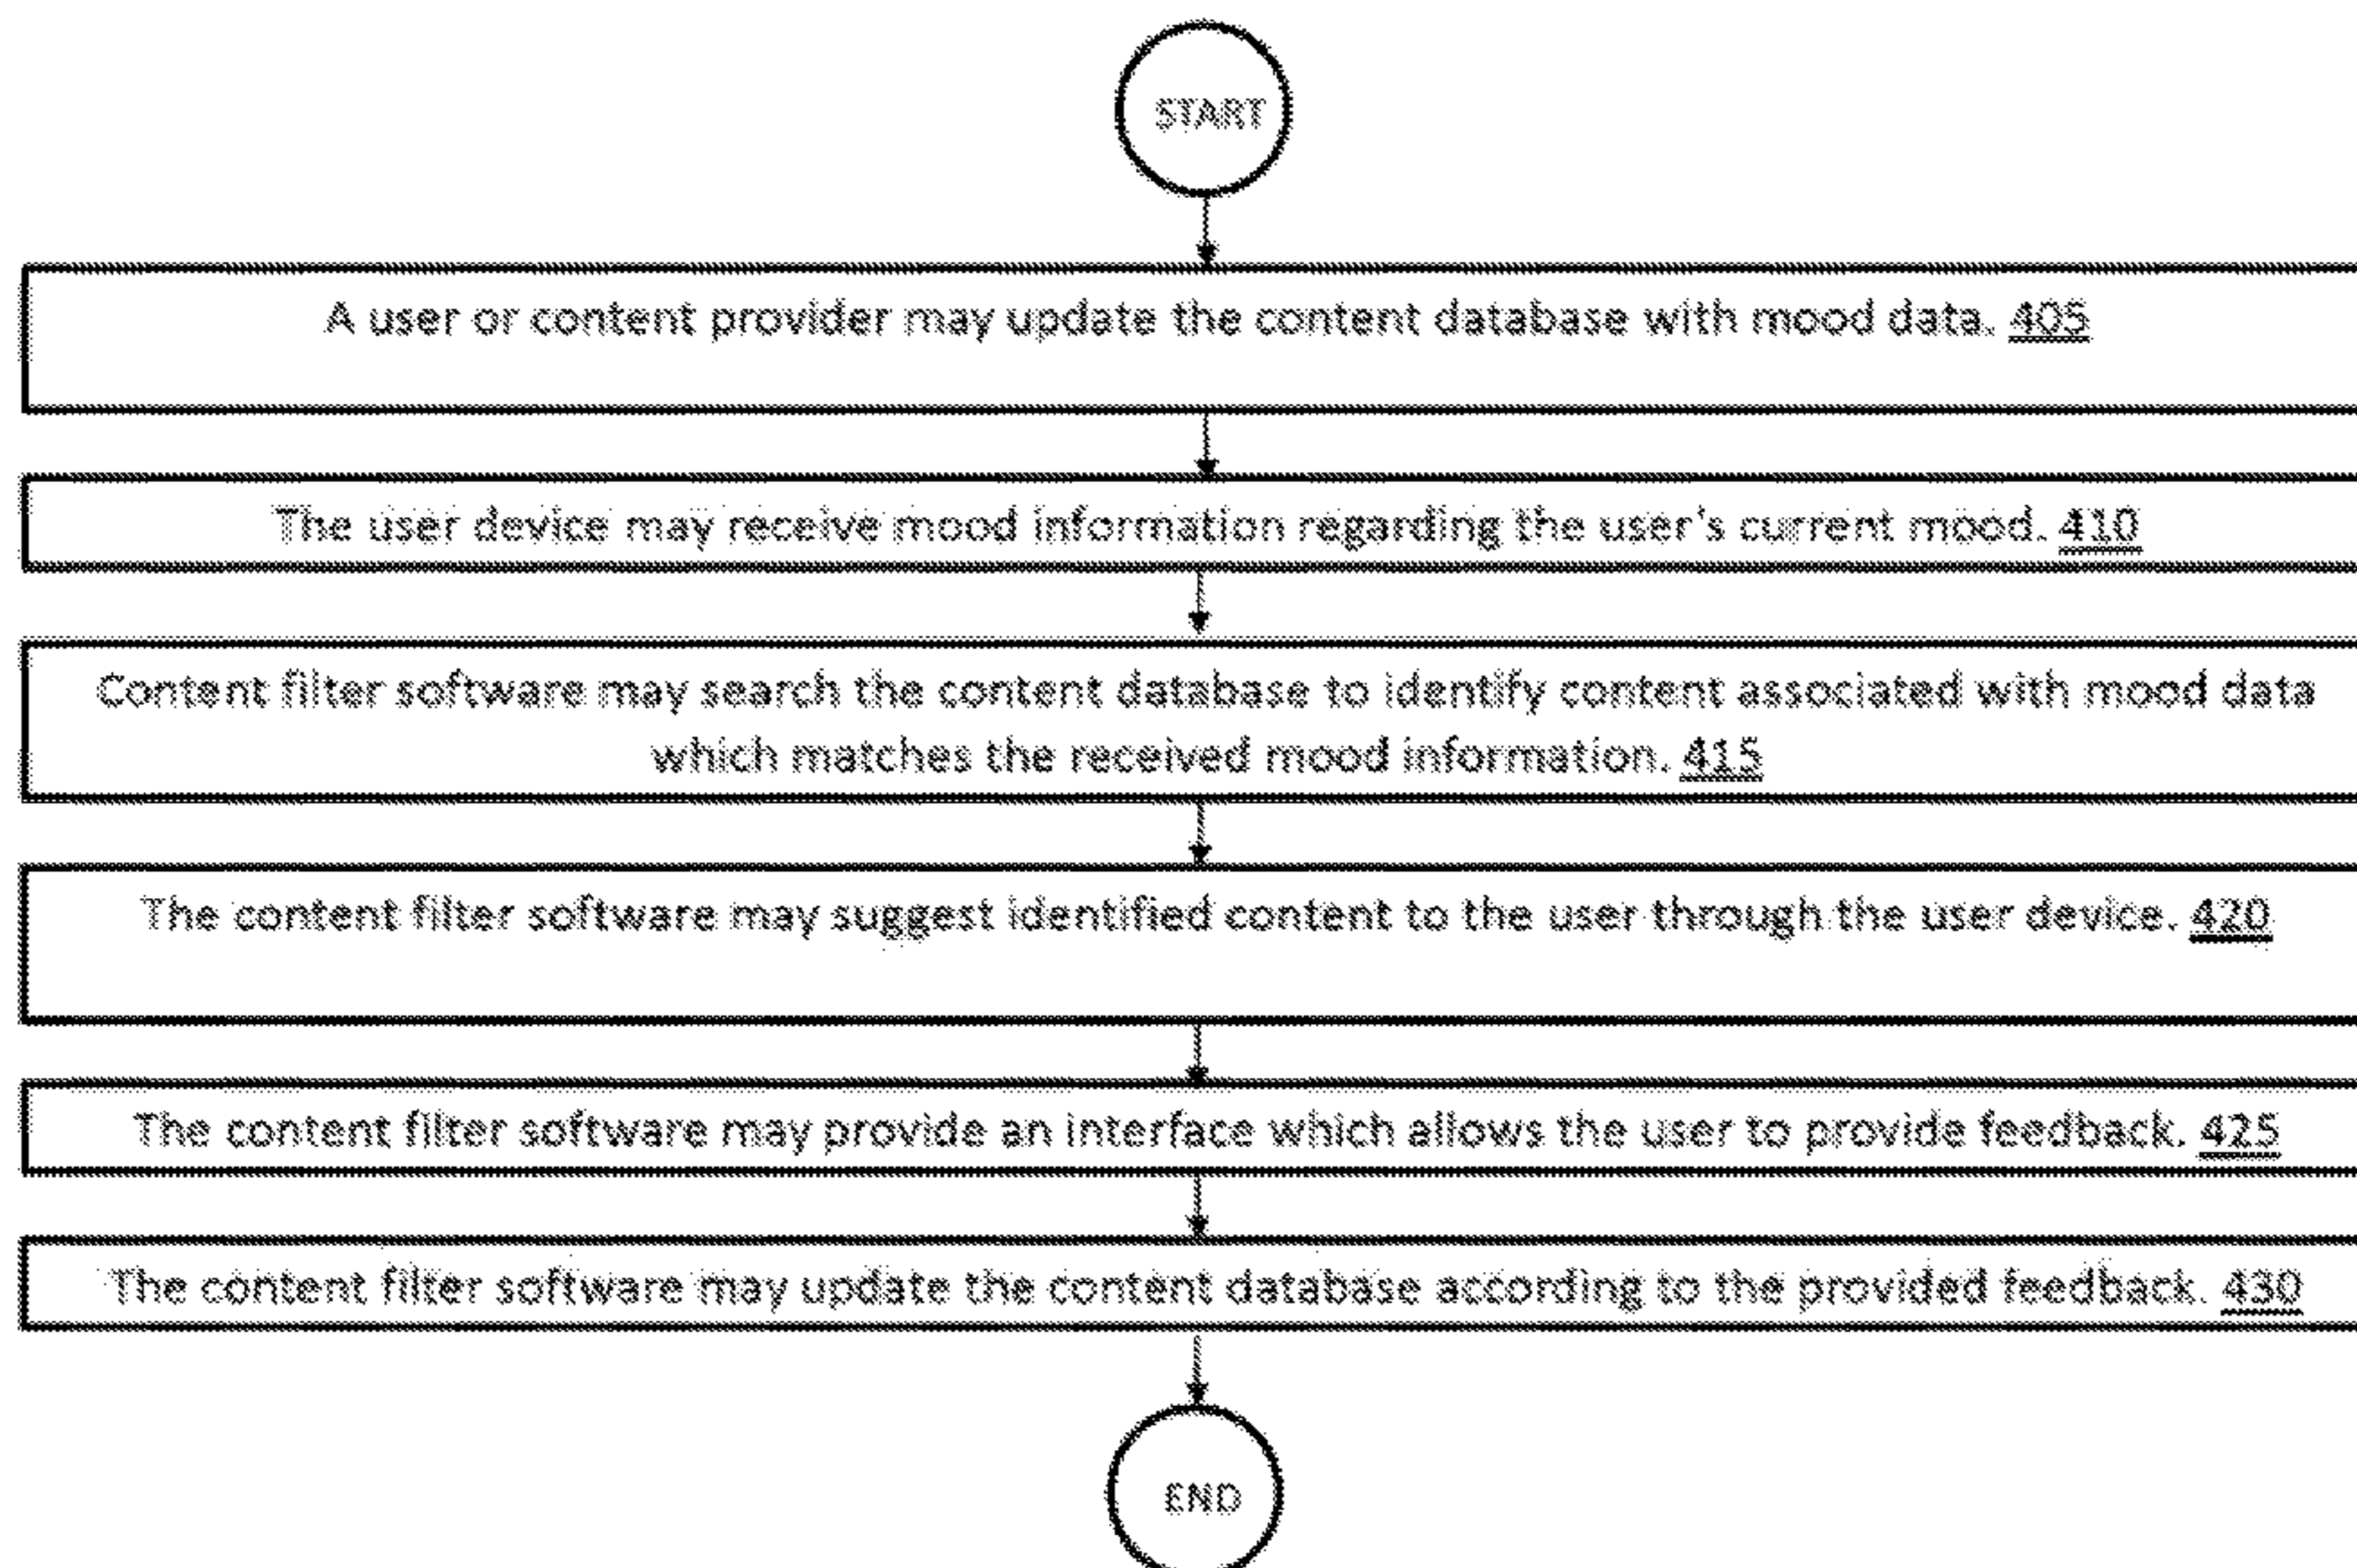 START
A user or content provider may update the content database with mood data. 405
The user device may receive mood information regarding the user's current mood. 410
Content filter software may search the content database to identify content associated with mood data
which matches the received mood information. 415
The content filter software may suggest identified content to the user through the user device. 420
The content filter software may provide an interface which allows the user to provide feedback. 425
The content filter software may update the content database according to the provided feedback. 430
END